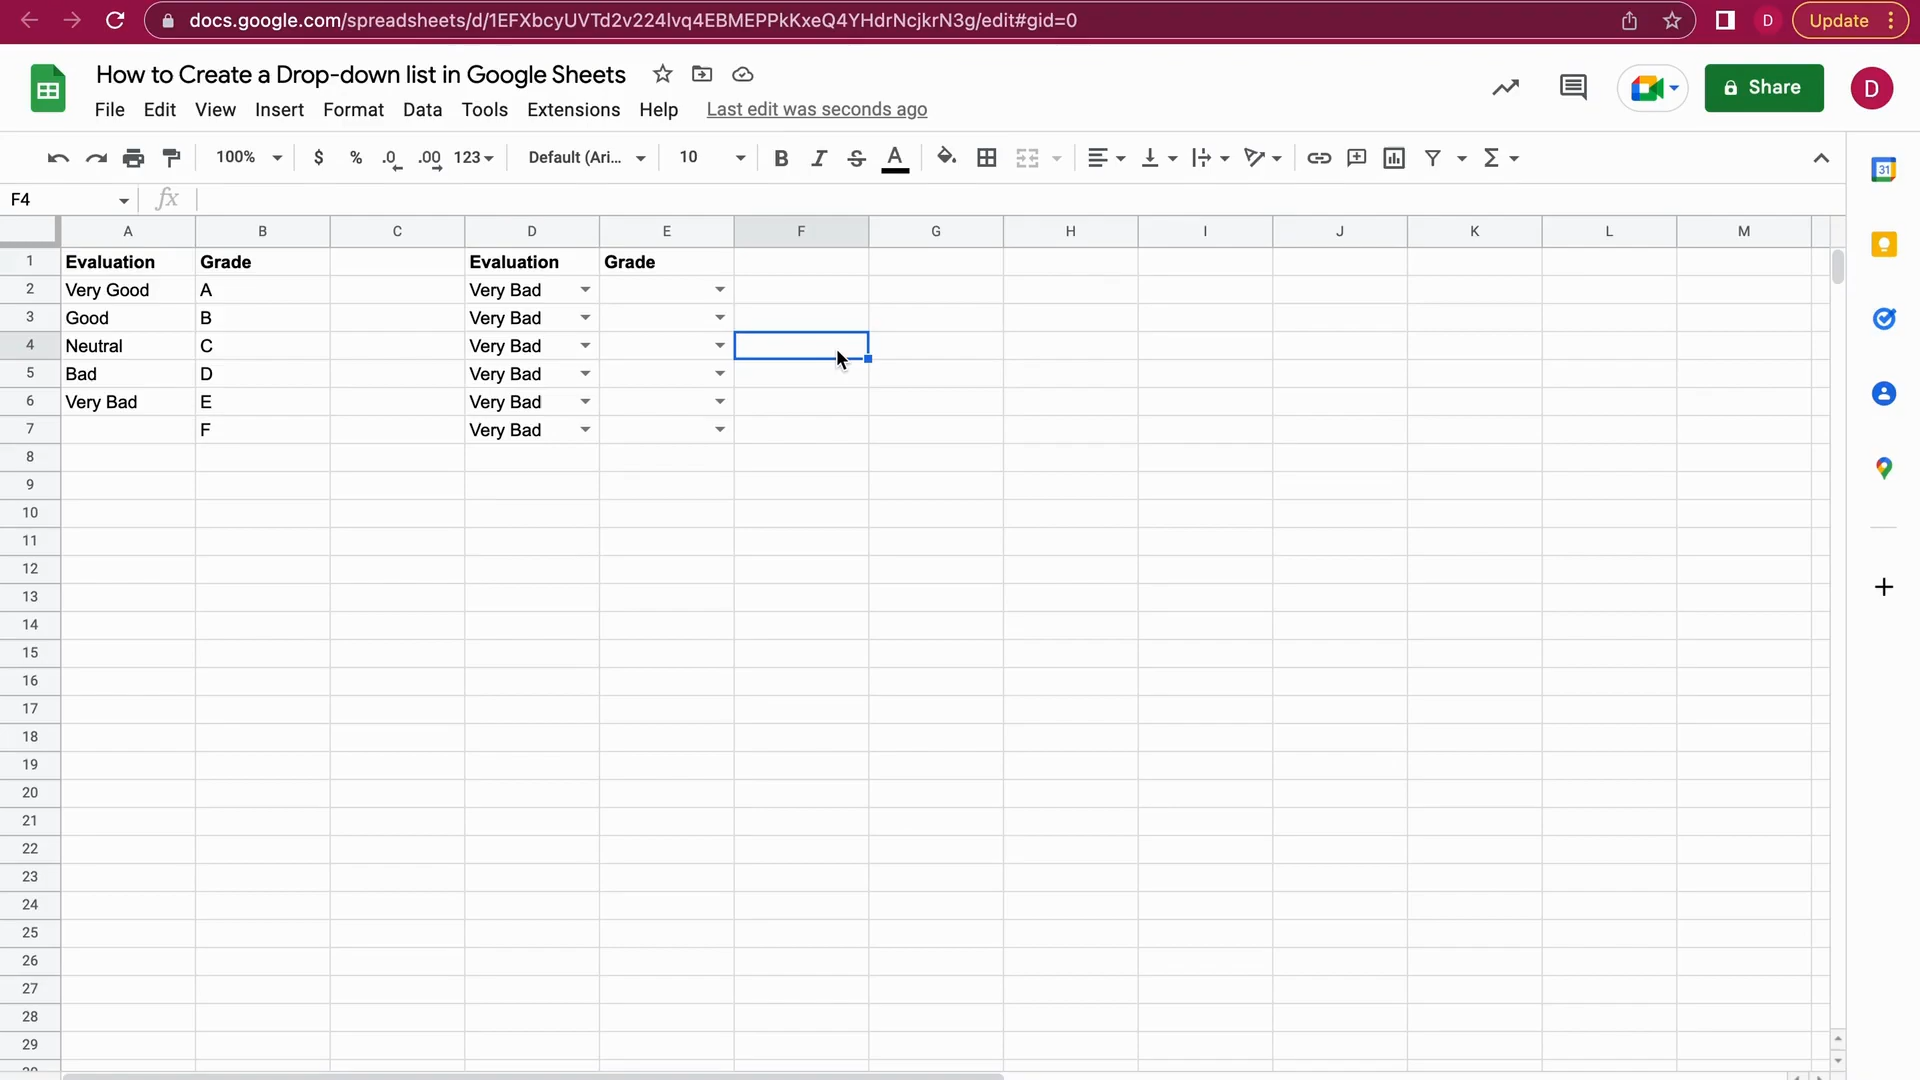 docs.google.com/spreadsheets/d/1EFXbcyUVTd2v224lvq4EBMEPPkKxeQ4YHdrNcjkrN3g/edit#gid=0
D
Update
How to Create a Drop-down list in Google Sheets
File Edit View Insert Format Data Tools Extensions Help Last edit was seconds ago
Share
D
100% $ % .0 .00 123 Default (Ari... 10 B I S A Σ
31
F4 fx
A B C D E F G H I J K L M
1 Evaluation Grade Evaluation Grade
2 Very Good A Very Bad
3 Good B Very Bad
4 Neutral C Very Bad
5 Bad D Very Bad
6 Very Bad E Very Bad
7 F Very Bad
8
9
10
11
12
13
14
15
16
17
18
19
20
21
22
23
24
25
26
27
28
29